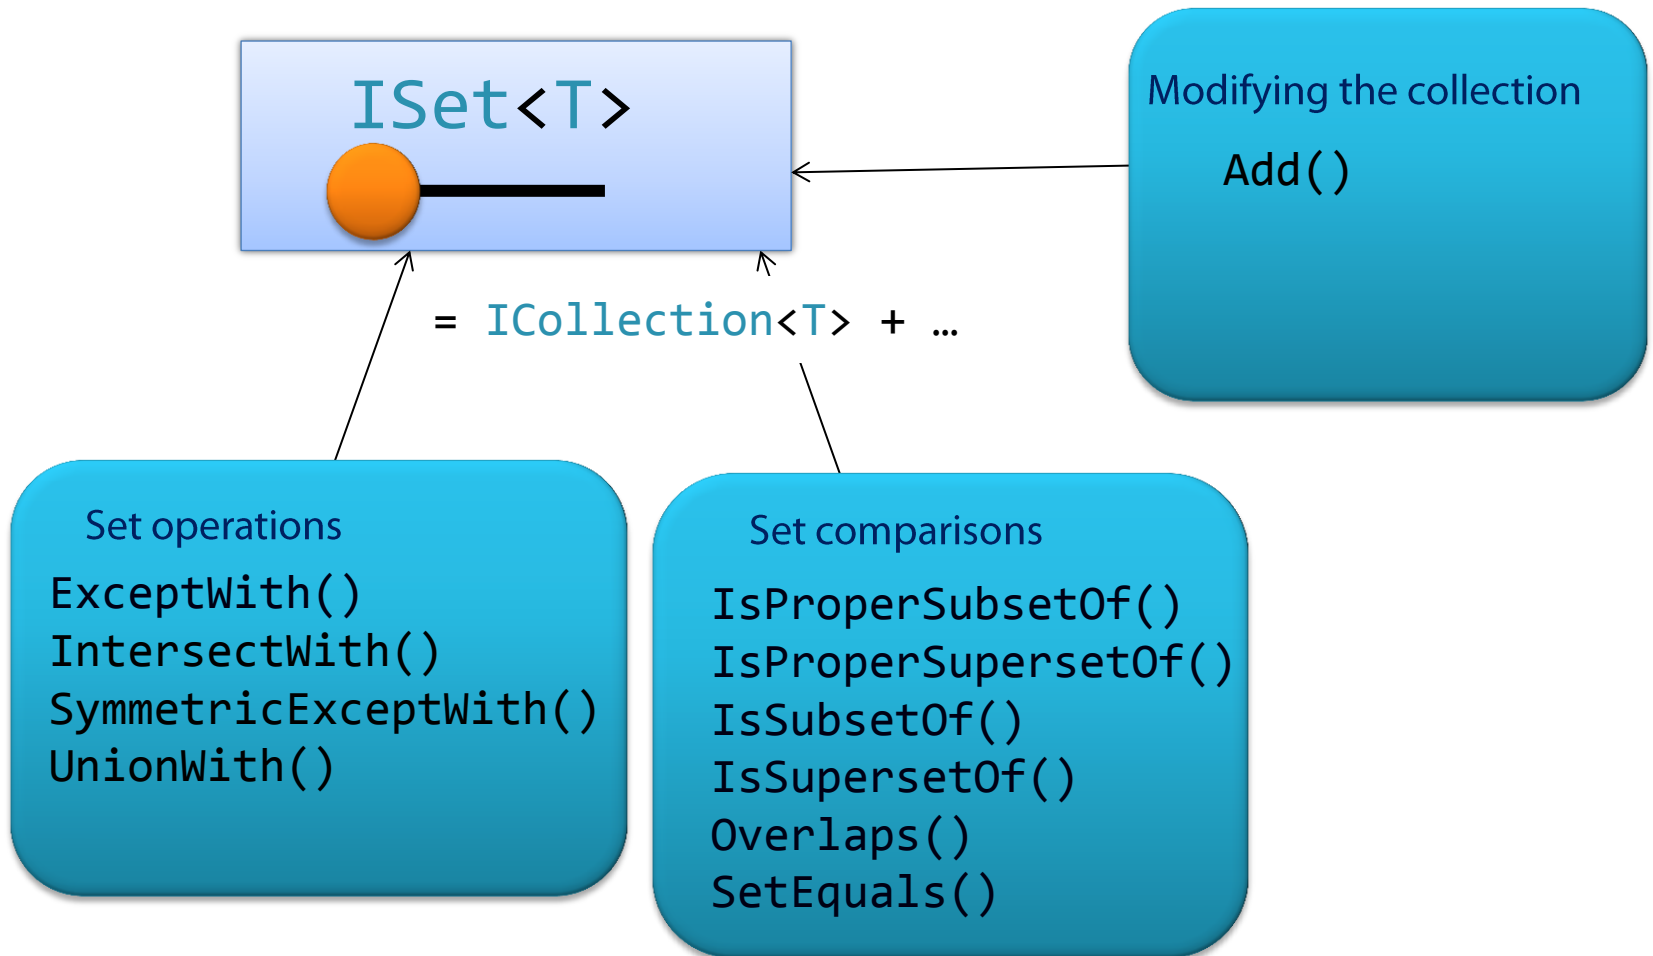 ISet<T>
= ICollection<T> + …
Modifying the collection
Add()
Set operations
ExceptWith()
IntersectWith()
SymmetricExceptWith()
UnionWith()
Set comparisons
IsProperSubsetOf()
IsProperSupersetOf()
IsSubsetOf()
IsSupersetOf()
Overlaps()
SetEquals()